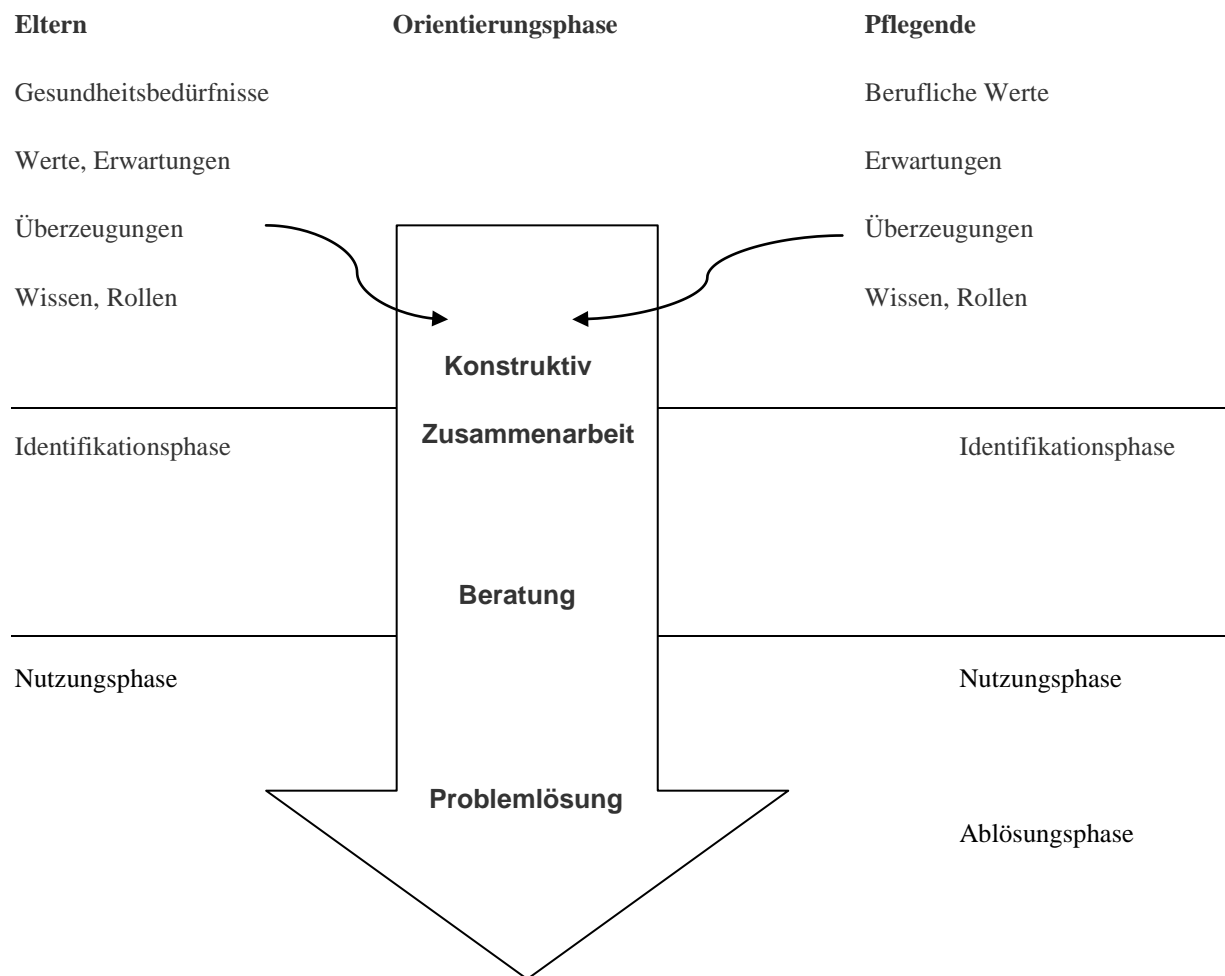 Eltern Orientierungsphase Pflegende
Gesundheitsbedürfnisse Berufliche Werte
Werte, Erwartungen Erwartungen
Überzeugungen Überzeugungen
Wissen, Rollen Wissen, Rollen
Konstruktiv
Zusammenarbeit
Identifikationsphase Identifikationsphase
Beratung
Nutzungsphase Nutzungsphase
Problemlösung
Ablösungsphase